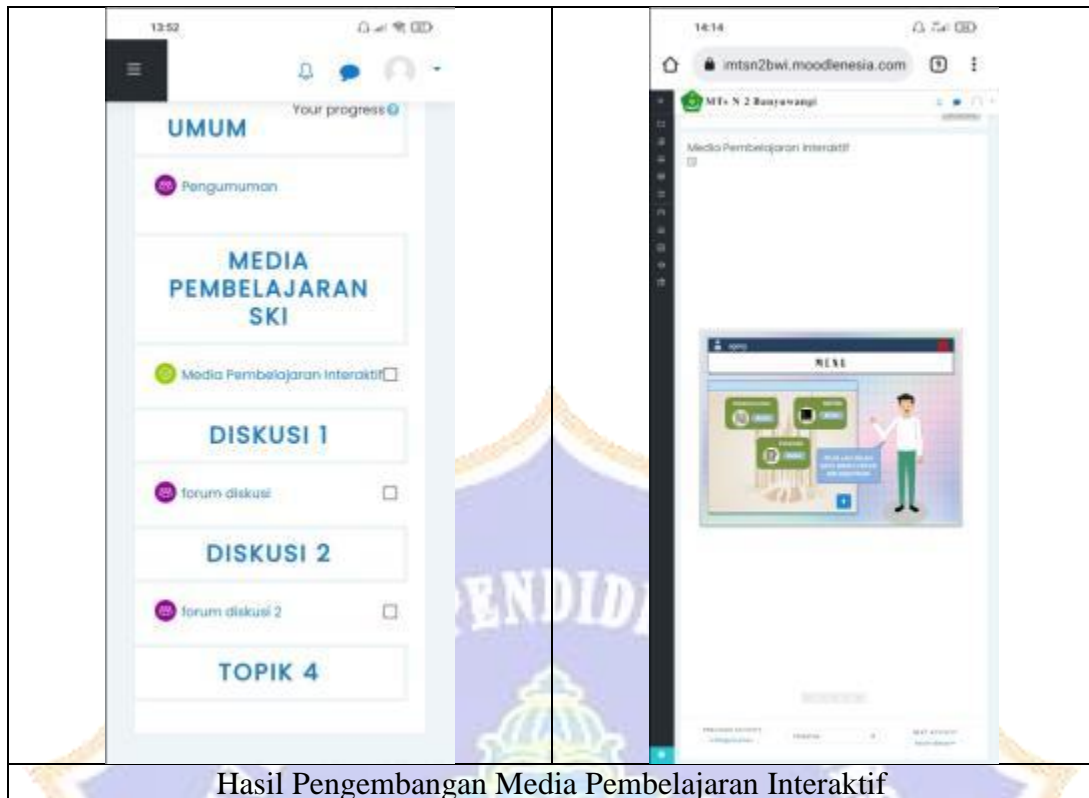 13:52
Your progress
UMUM
Pengumuman
MEDIA
PEMBELAJARAN
SKI
Media Pembelajaran Interaktif
DISKUSI 1
forum diskusi
DISKUSI 2
forum diskusi 2
TOPIK 4
14:14
imtsn2bwi.moodlenesia.com
MTs N 2 Banyuwangi
Media Pembelajaran Interaktif
MENU
PENDIDI
Hasil Pengembangan Media Pembelajaran Interaktif